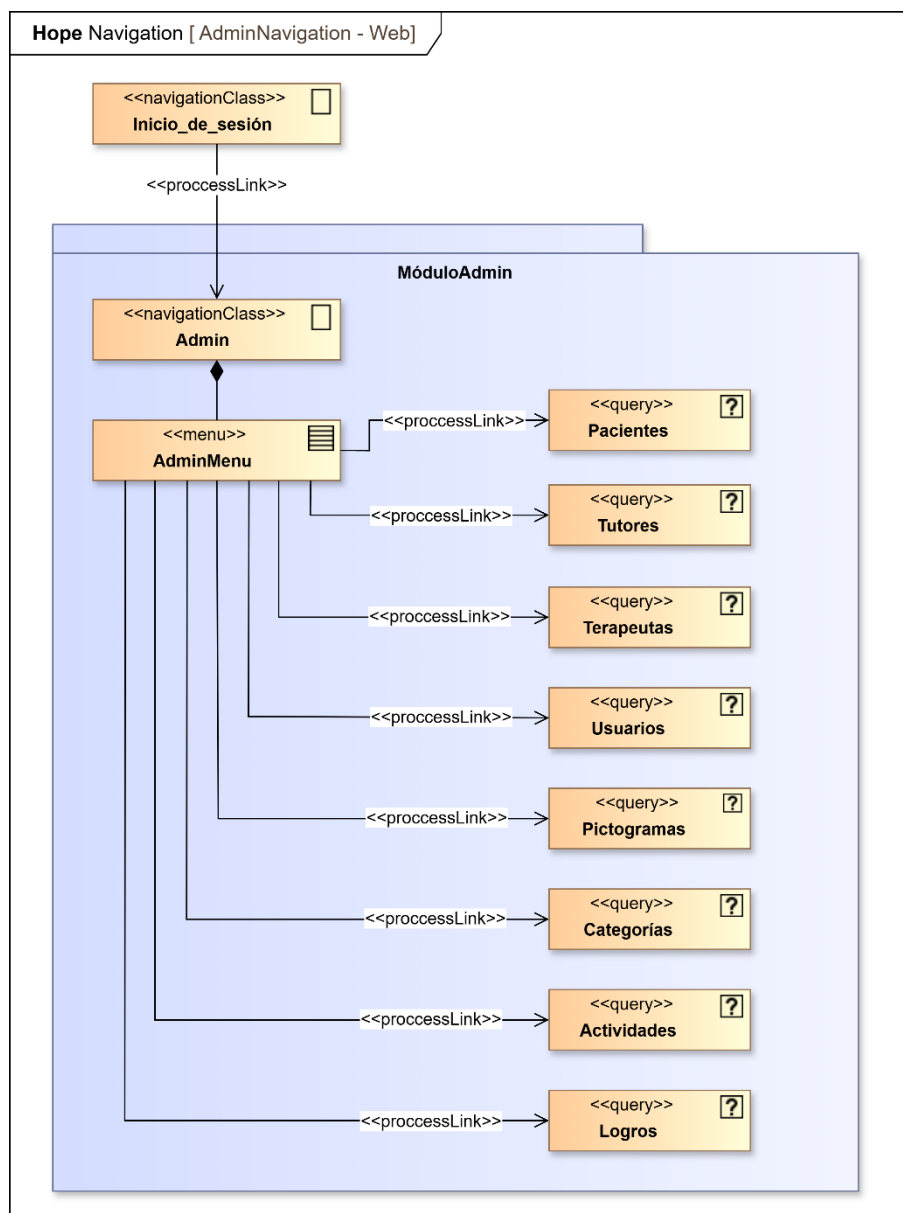 Hope Navigation [ AdminNavigation - Web]
<<navigationClass>>
Inicio_de_sesión
<<proccessLink>>
MóduloAdmin
<<navigationClass>>
Admin
<<menu>>
AdminMenu
<<proccessLink>>
<<query>>
Pacientes
<<proccessLink>>
<<query>>
Tutores
<<proccessLink>>
<<query>>
Terapeutas
<<proccessLink>>
<<query>>
Usuarios
<<proccessLink>>
<<query>>
Pictogramas
<<proccessLink>>
<<query>>
Categorías
<<proccessLink>>
<<query>>
Actividades
<<proccessLink>>
<<query>>
Logros